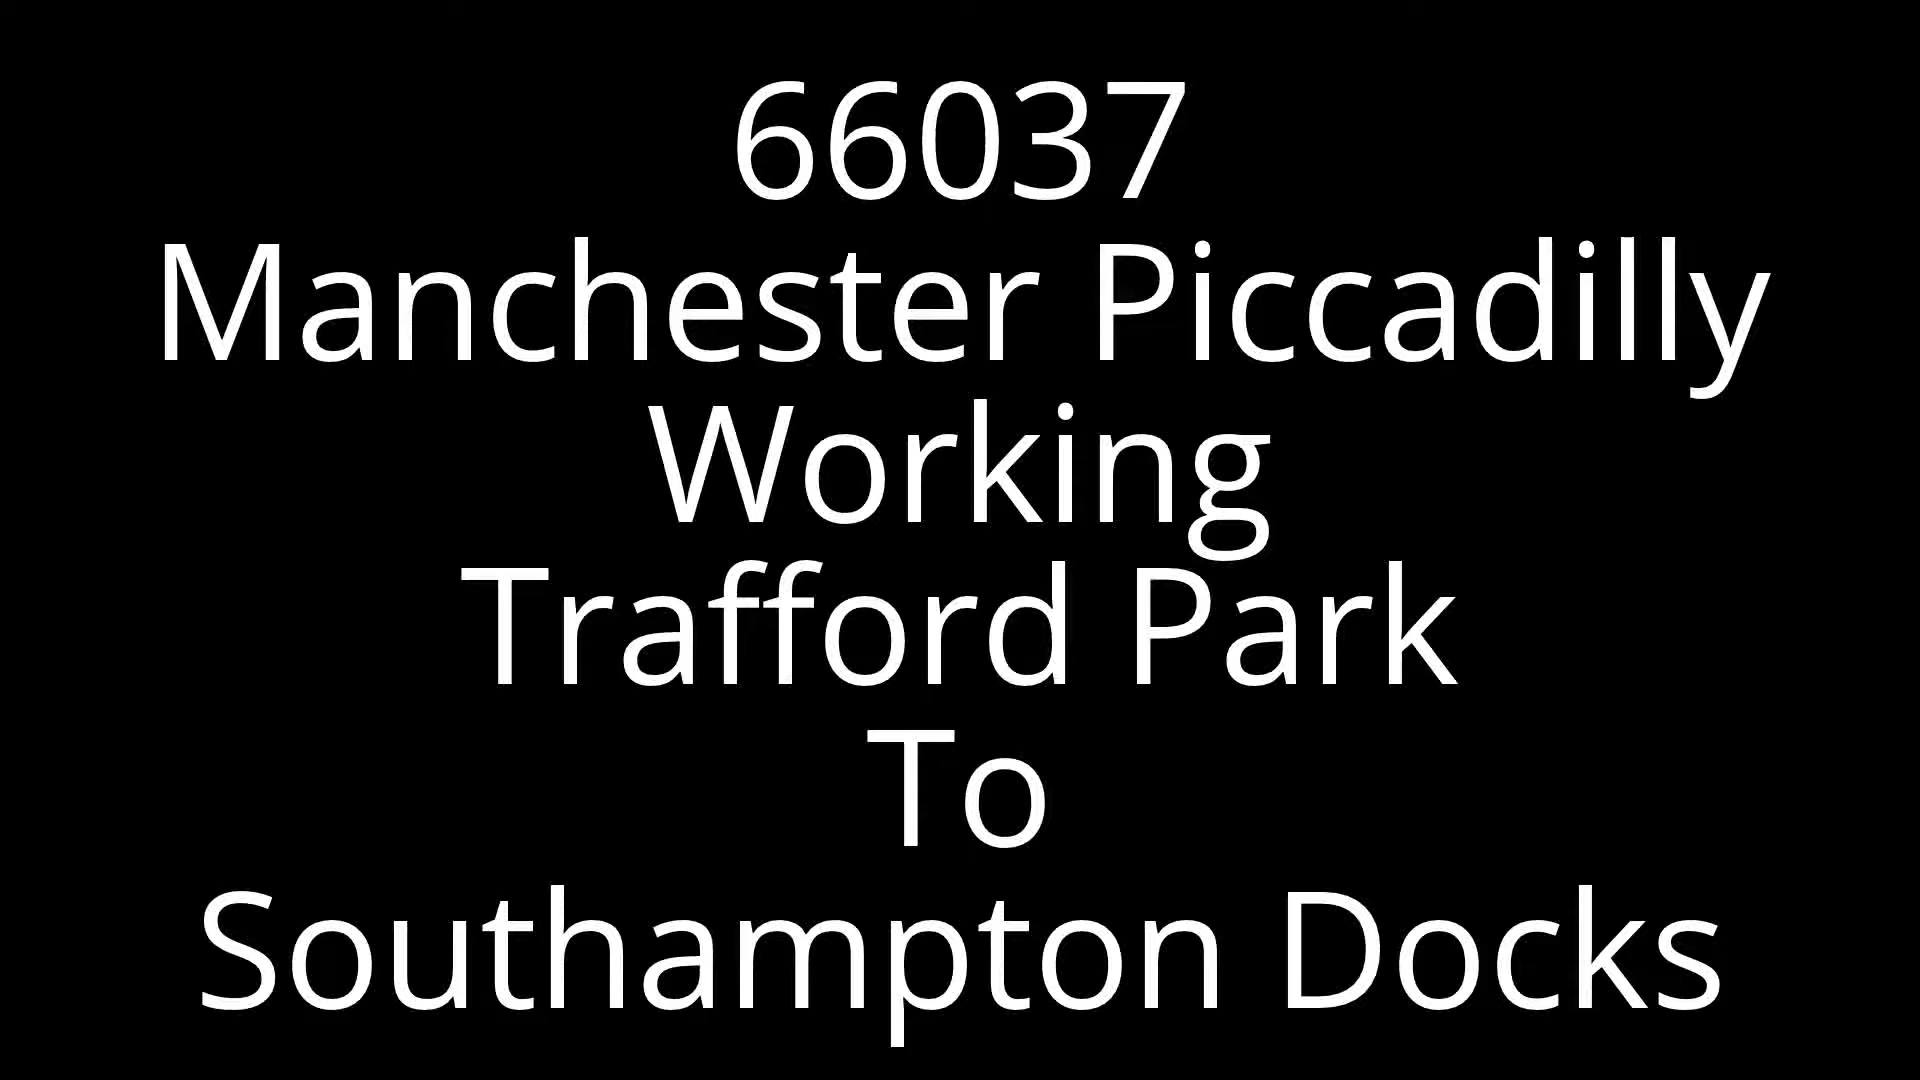 66037
Manchester Piccadilly
Working
Trafford Park
To
Southampton Docks